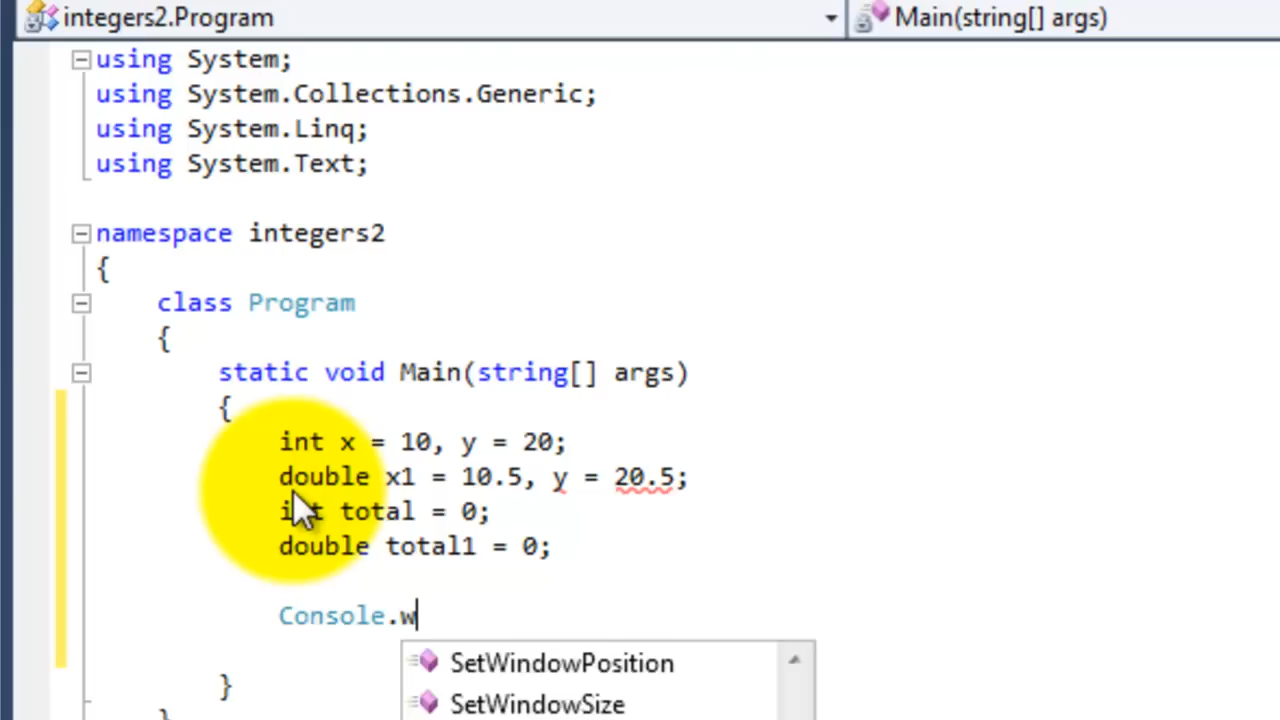 integers2.Program
Main(string[] args)
using System;
using System.Collections.Generic;
using System.Linq;
using System.Text;
namespace integers2
{
class Program
{
static void Main(string[] args)
{
int x = 10, y = 20;
double x1 = 10.5, y = 20.5;
int total = 0;
double total1 = 0;
Console.w
SetWindowPosition
SetWindowSize
}